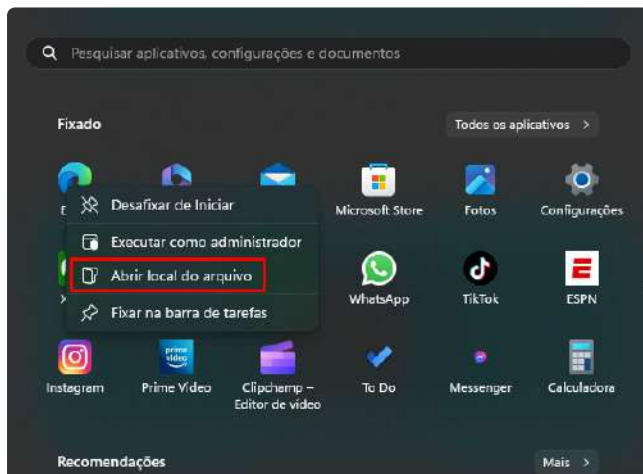 Pesquisar aplicativos, configurações e documentos
Fixado
Todos os aplicativos >
Desafixar de Iniciar
Executar como administrador
Abrir local do arquivo
Fixar na barra de tarefas
Microsoft Store
Fotos
Configurações
WhatsApp
TikTok
ESPN
prime video
Instagram
Prime Video
Clipchamp –
Editor de vídeo
To Do
Messenger
Calculadora
Recomendações
Mais >